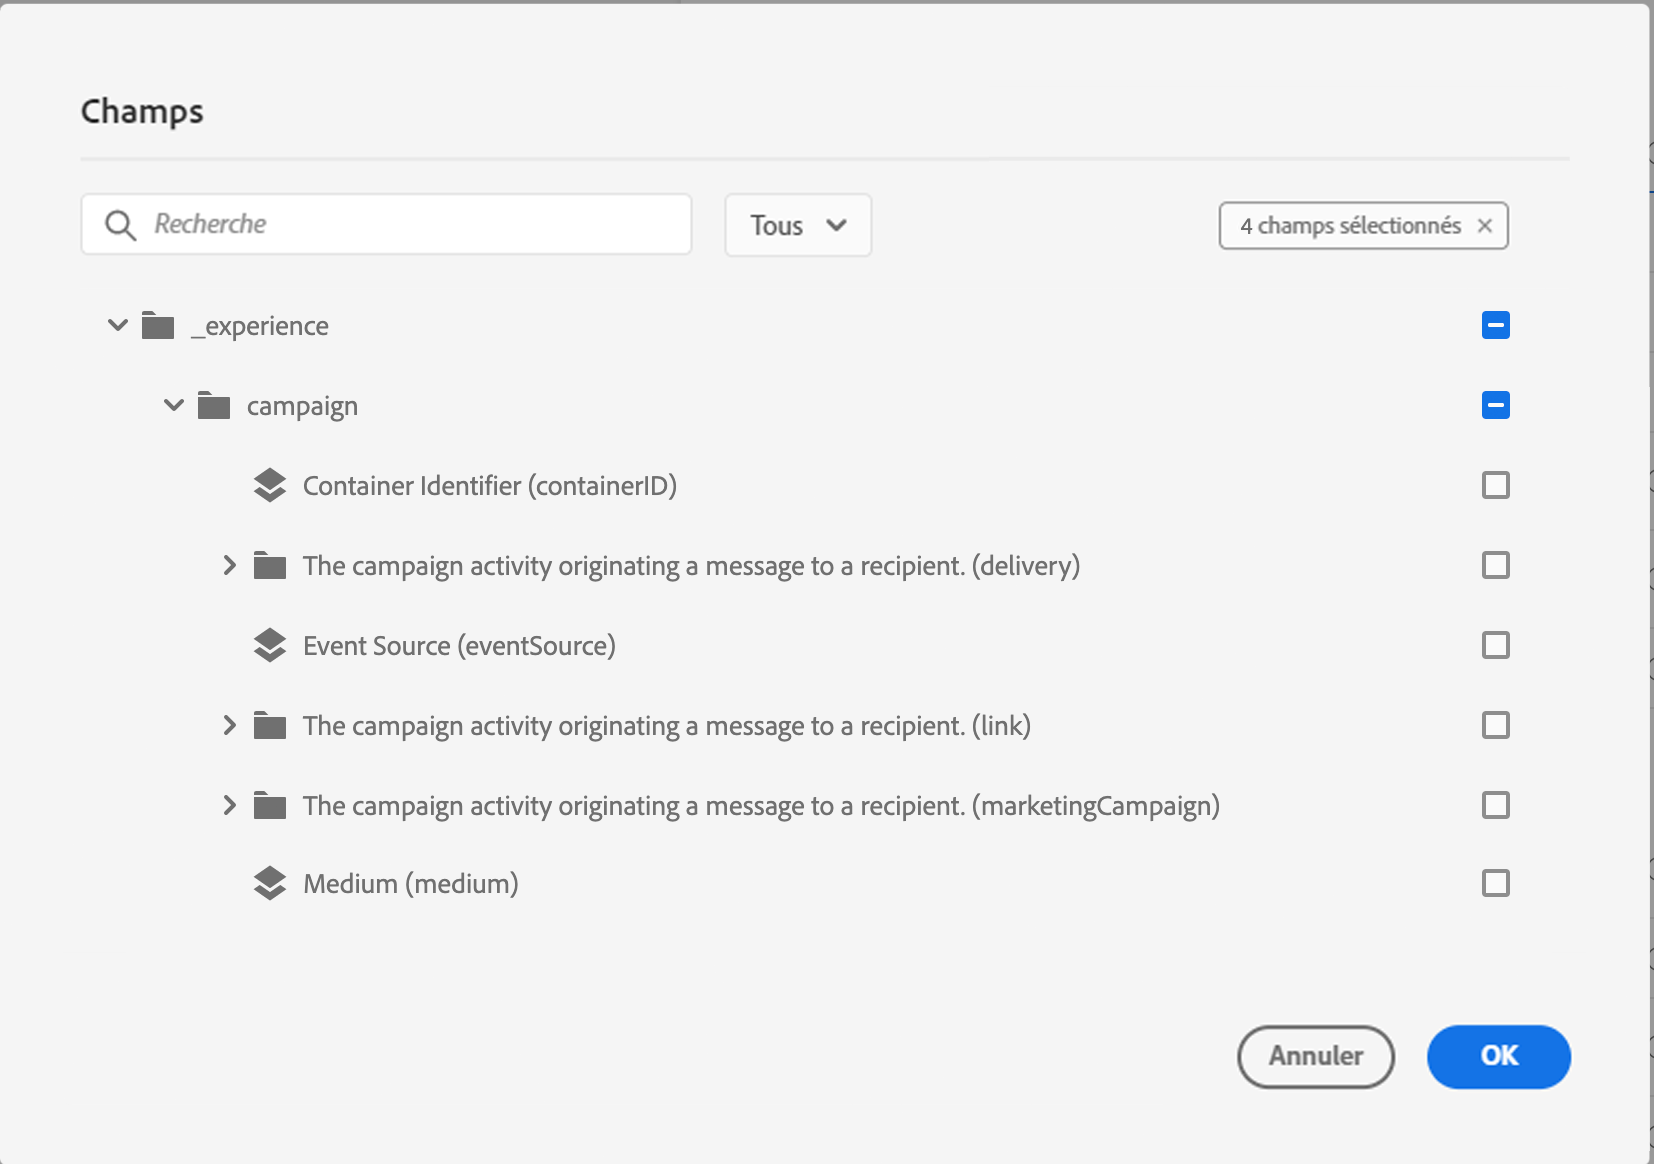 Champs
Recherche
Tous
4 champs sélectionnés
_experience
campaign
Container Identifier (containerID)
The campaign activity originating a message to a recipient. (delivery)
Event Source (eventSource)
The campaign activity originating a message to a recipient. (link)
The campaign activity originating a message to a recipient. (marketingCampaign)
Medium (medium)
Annuler
OK